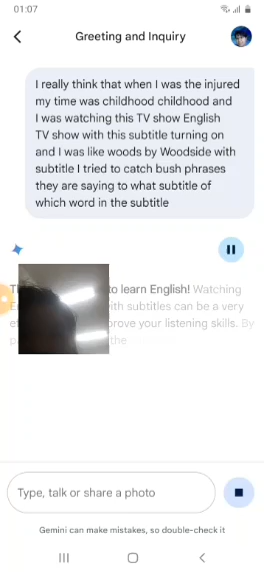 01:07
Greeting and Inquiry
I really think that when I was the injured
my time was childhood childhood and
I was watching this TV show English
TV show with this subtitle turning on
and I was like woods by Woodside with
subtitle I tried to catch bush phrases
they are saying to what subtitle of
which word in the subtitle
to learn English! Watching
with subtitles can be a very
prove your listening skills. By
the
Type, talk or share a photo
Gemini can make mistakes, so double-check it